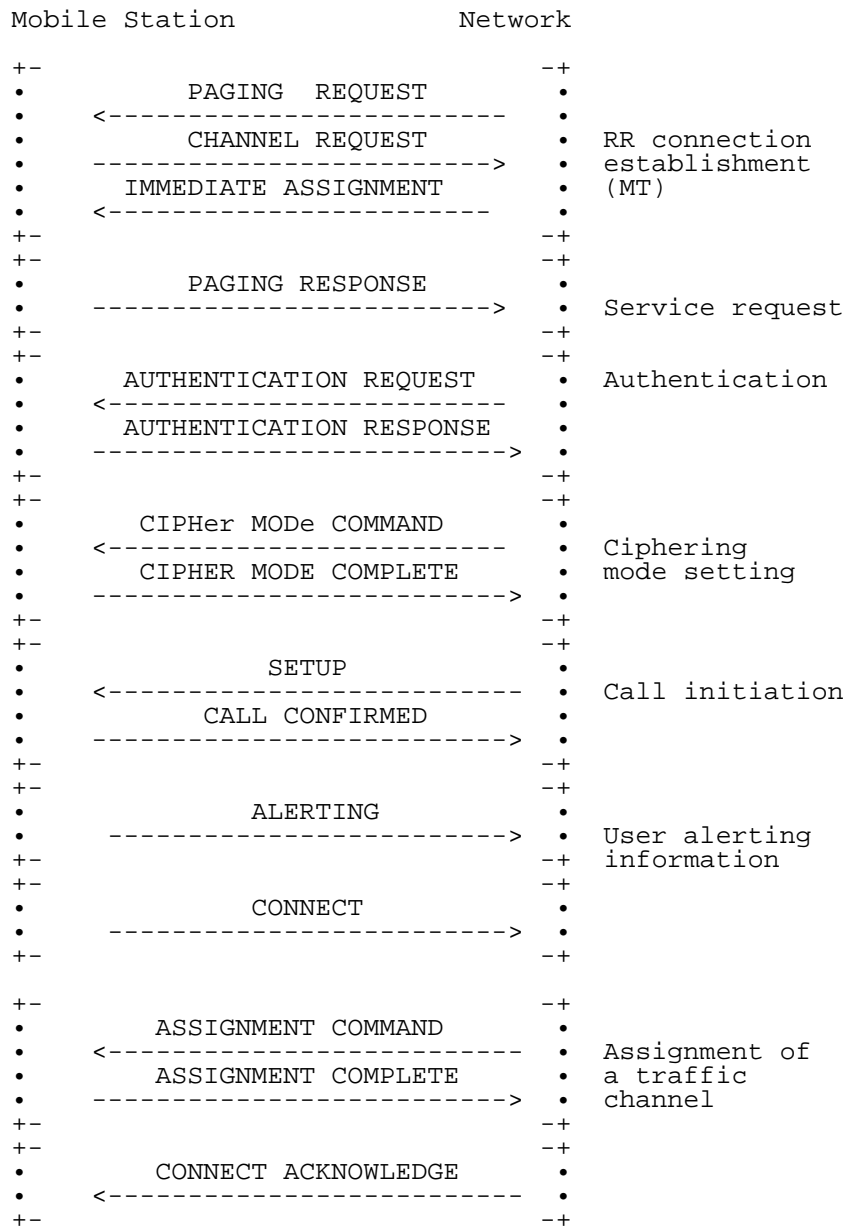 Mobile Station Network
+- -+
• PAGING  REQUEST •
• <------------------------- •
• CHANNEL REQUEST • RR connection
• -------------------------> • establishment
• IMMEDIATE ASSIGNMENT • (MT)
• <------------------------ •
+- -+
+- -+
• PAGING RESPONSE •
• -------------------------> • Service request
+- -+
+- -+
• AUTHENTICATION REQUEST • Authentication
• <------------------------- •
• AUTHENTICATION RESPONSE •
• --------------------------> •
+- -+
+- -+
• CIPHer MODe COMMAND •
• <------------------------- • Ciphering
• CIPHER MODE COMPLETE • mode setting
• --------------------------> •
+- -+
+- -+
• SETUP •
• <-------------------------- • Call initiation
• CALL CONFIRMED •
• --------------------------> •
+- -+
+- -+
• ALERTING •
• -------------------------> • User alerting
+- -+ information
+- -+
• CONNECT •
• -------------------------> •
+- -+
+- -+
• ASSIGNMENT COMMAND •
• <-------------------------- • Assignment of
• ASSIGNMENT COMPLETE • a traffic
• --------------------------> • channel
+- -+
+- -+
• CONNECT ACKNOWLEDGE •
• <-------------------------- •
+- -+